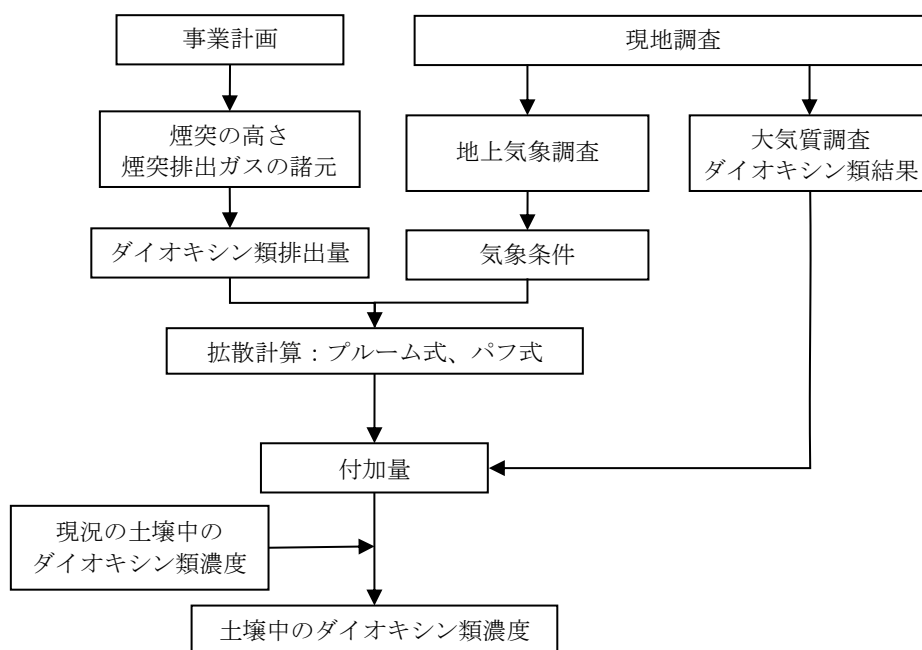 事業計画
現地調査
煙突の高さ
煙突排出ガスの諸元
地上気象調査
大気質調査
ダイオキシン類結果
ダイオキシン類排出量
気象条件
拡散計算：プルーム式、パフ式
付加量
現況の土壌中の
ダイオキシン類濃度
土壌中のダイオキシン類濃度